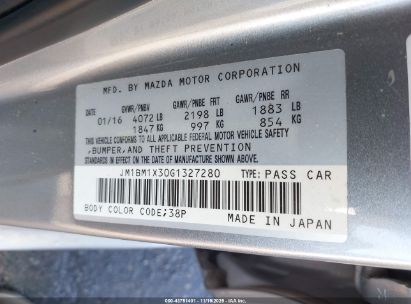 MFD. BY MAZDA MOTOR CORPORATION
DATE GVWR/PNBV GAWR/PNBE FRT GAWR/PNBE RR
01/16 4072 LB 2198 LB 1883 LB
1847 KG 997 KG 854 KG
THIS VEHICLE CONFORMS TO ALL APPLICABLE FEDERAL MOTOR VEHICLE SAFETY
,BUMPER, AND THEFT PREVENTION
STANDARDS IN EFFECT ON THE DATE OF MANUFACTURE SHOWN ABOVE.
JM1BM1X30G1327280 TYPE: PASS CAR
BODY COLOR CODE;38P MADE IN JAPAN